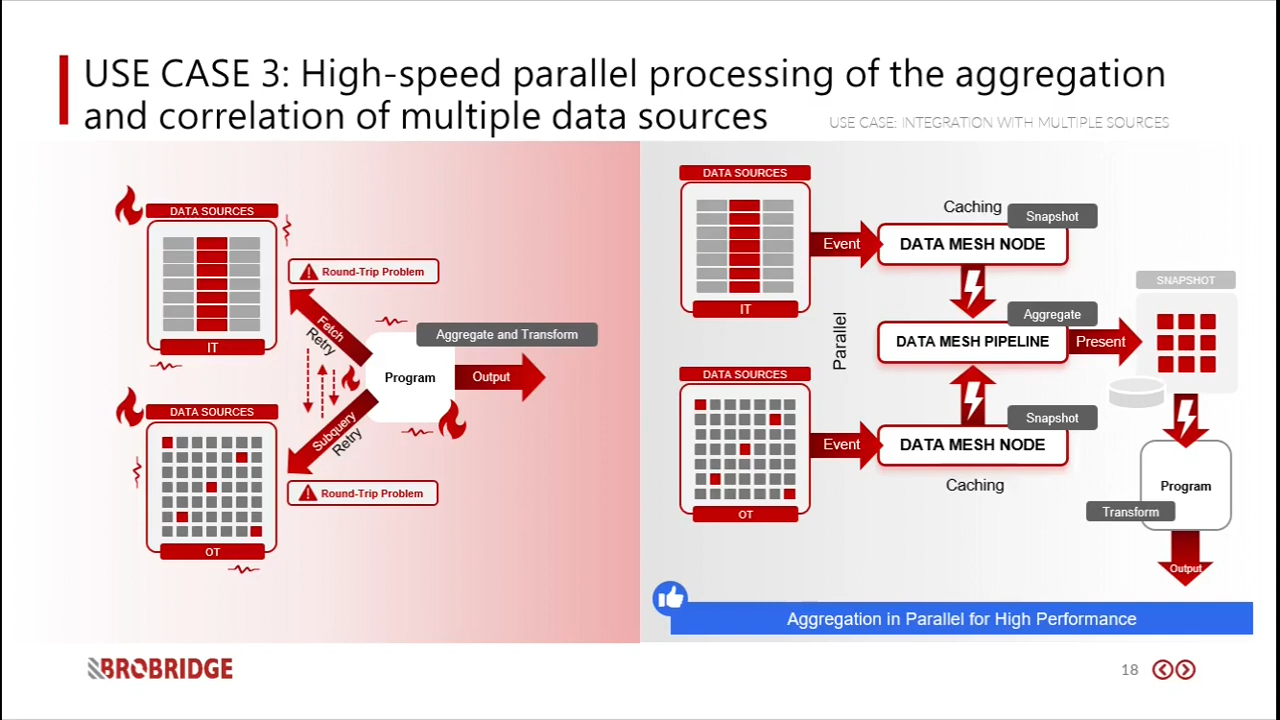 USE CASE 3: High-speed parallel processing of the aggregation
and correlation of multiple data sources
USE CASE: INTEGRATION WITH MULTIPLE SOURCES
DATA SOURCES
IT
Round-Trip Problem
Fetch
Retry
Aggregate and Transform
Program
Output
DATA SOURCES
Subquery
Retry
Round-Trip Problem
OT
DATA SOURCES
IT
Event
Caching
Snapshot
DATA MESH NODE
Parallel
Aggregate
DATA MESH PIPELINE
Present
SNAPSHOT
DATA SOURCES
OT
Event
Snapshot
DATA MESH NODE
Caching
Program
Transform
Output
Aggregation in Parallel for High Performance
BROBRIDGE
18